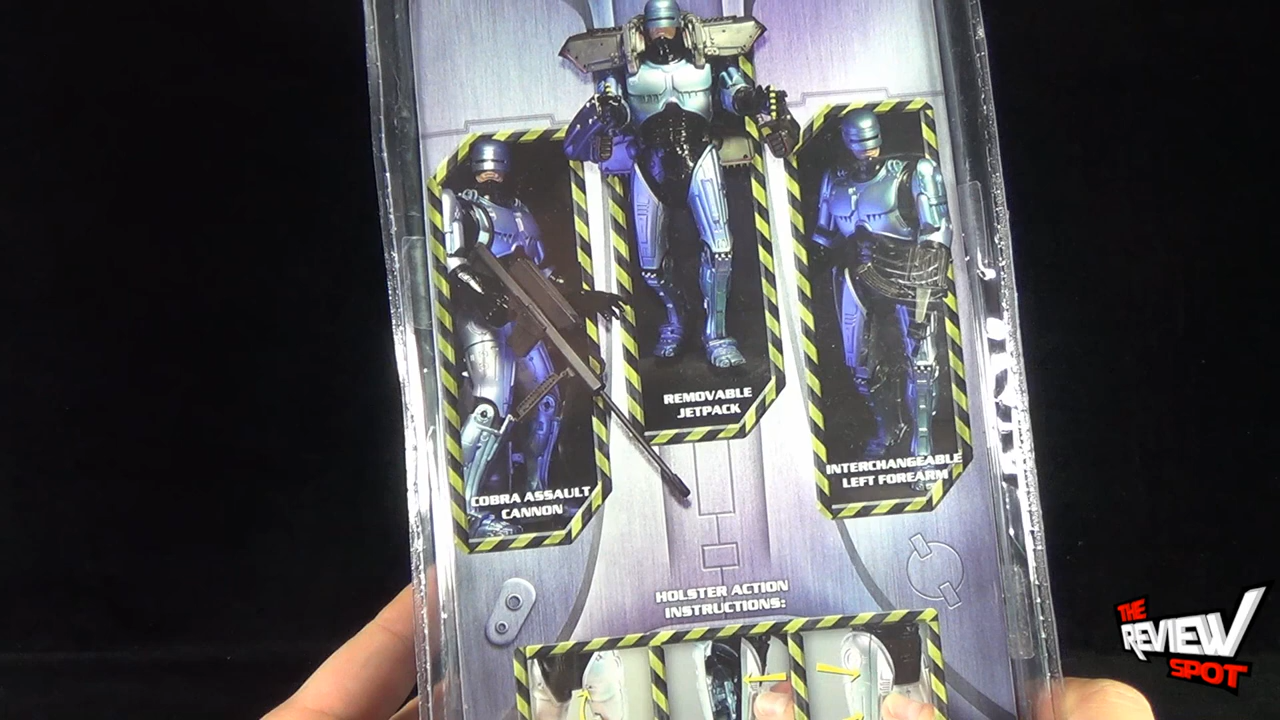 REMOVABLE
JETPACK
INTERCHANGEABLE
LEFT FOREARM
COBRA ASSAULT
CANNON
HOLSTER ACTION
INSTRUCTIONS:
THE
REVIEW
SPOT